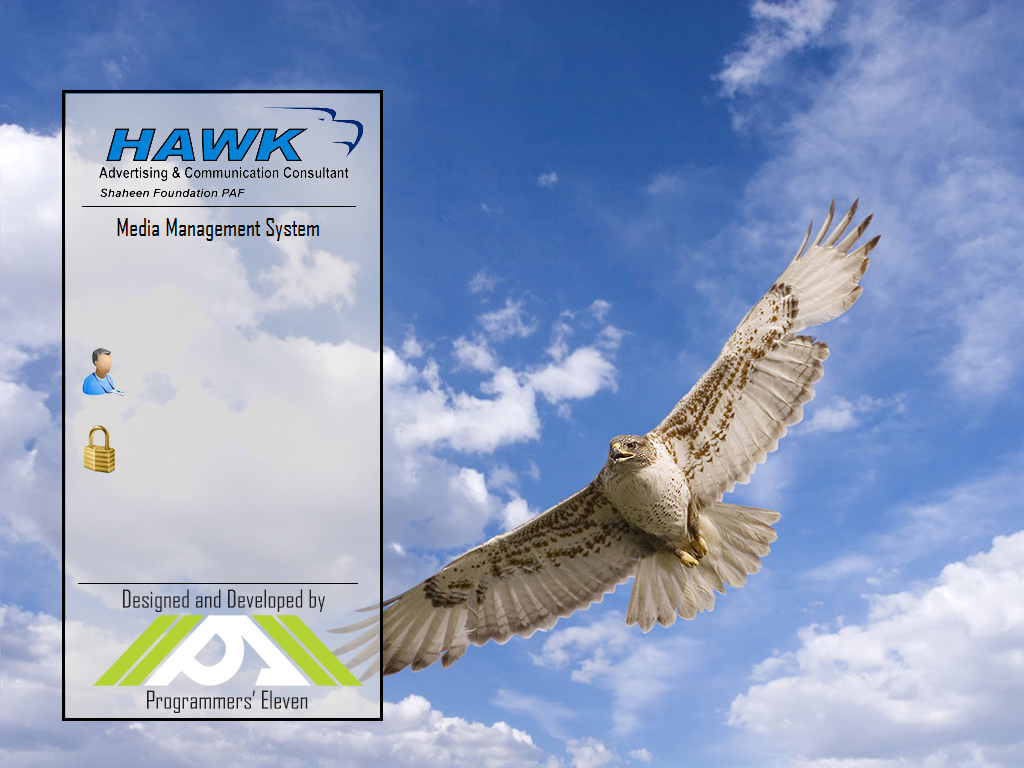 HAWK
Advertising & Communication Consultant
Shaheen Foundation PAF
Media Management System
Designed and Developed by
Programmers' Eleven